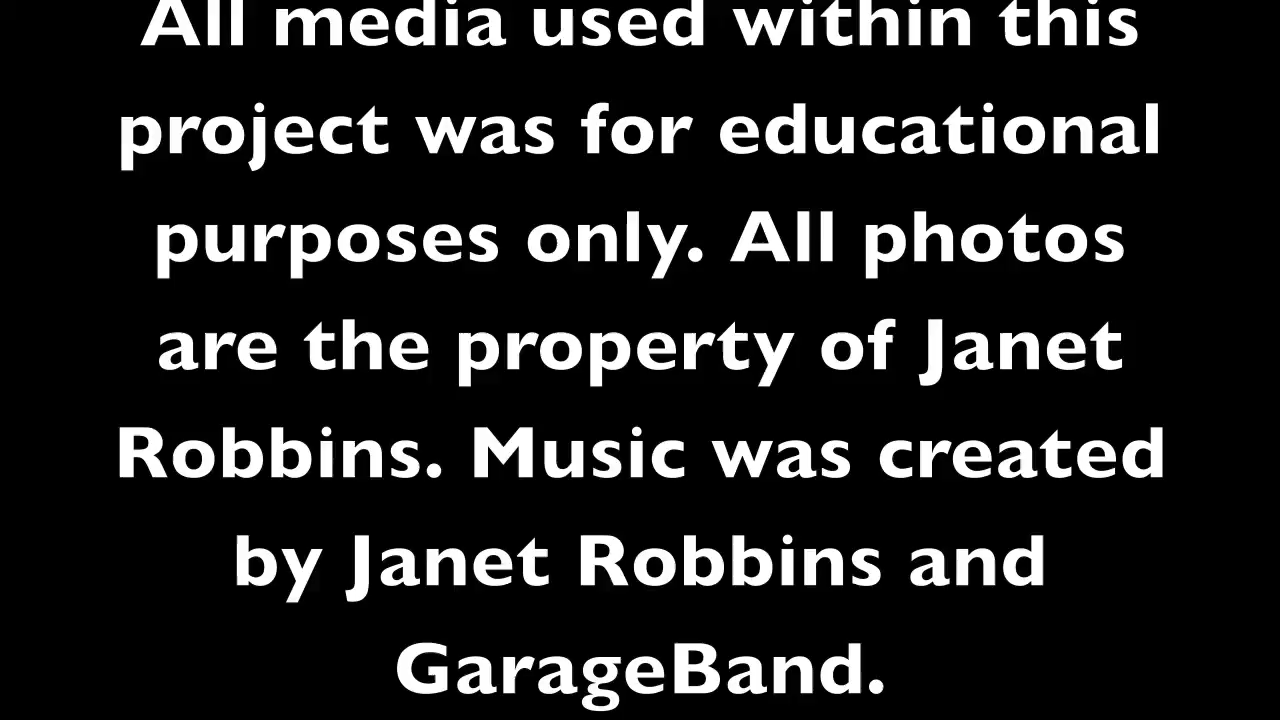 All media used within this
project was for educational
purposes only. All photos
are the property of Janet
Robbins. Music was created
by Janet Robbins and
GarageBand.